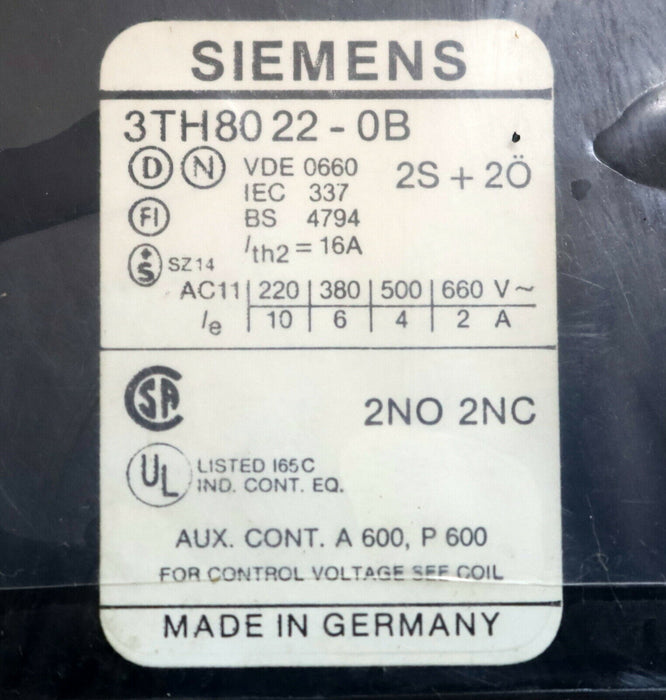 SIEMENS
3TH80 22 - 0B
D N VDE 0660 2S + 2Ö
IEC 337
FI BS 4794
Ith2 = 16A
S SZ14
AC11 | 220 | 380 | 500 | 660 V ~
Ie | 10 | 6 | 4 | 2 A
SA 2NO 2NC
UL LISTED 165C
IND. CONT. EQ.
AUX. CONT. A 600, P 600
FOR CONTROL VOLTAGE SEE COIL
MADE IN GERMANY